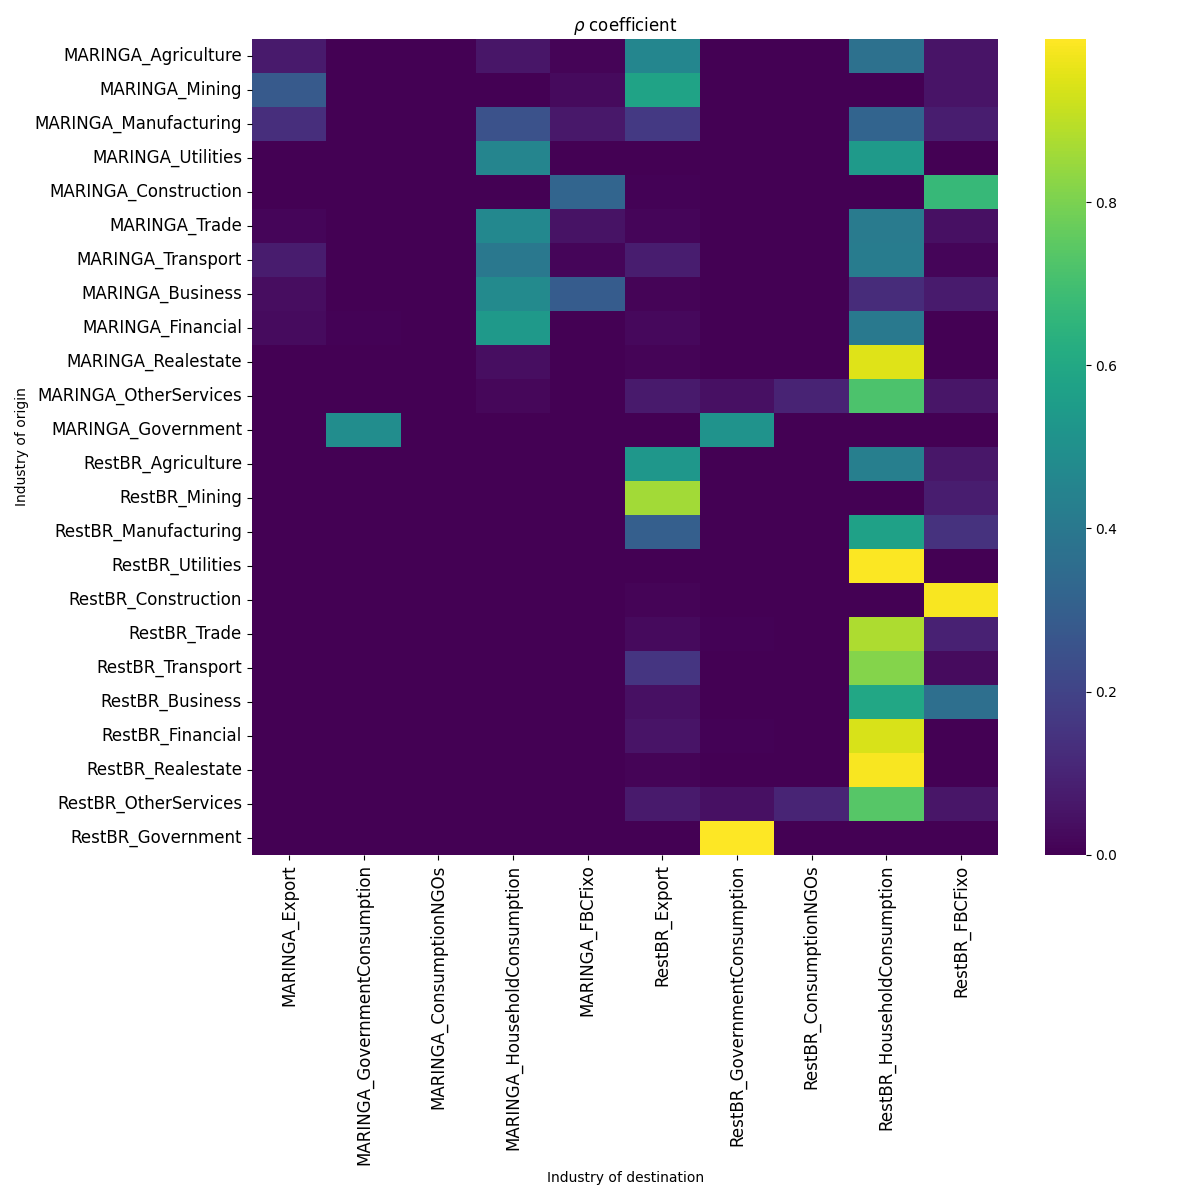 ρ coefficient
MARINGA_Agriculture
MARINGA_Mining
MARINGA_Manufacturing
MARINGA_Utilities
MARINGA_Construction
MARINGA_Trade
MARINGA_Transport
MARINGA_Business
MARINGA_Financial
MARINGA_Realestate
MARINGA_OtherServices
MARINGA_Government
RestBR_Agriculture
RestBR_Mining
RestBR_Manufacturing
RestBR_Utilities
RestBR_Construction
RestBR_Trade
RestBR_Transport
RestBR_Business
RestBR_Financial
RestBR_Realestate
RestBR_OtherServices
RestBR_Government
Industry of origin
MARINGA_Export
MARINGA_GovernmentConsumption
MARINGA_ConsumptionNGOs
MARINGA_HouseholdConsumption
MARINGA_FBCFixo
RestBR_Export
RestBR_GovernmentConsumption
RestBR_ConsumptionNGOs
RestBR_HouseholdConsumption
RestBR_FBCFixo
Industry of destination
0.8
0.6
0.4
0.2
0.0